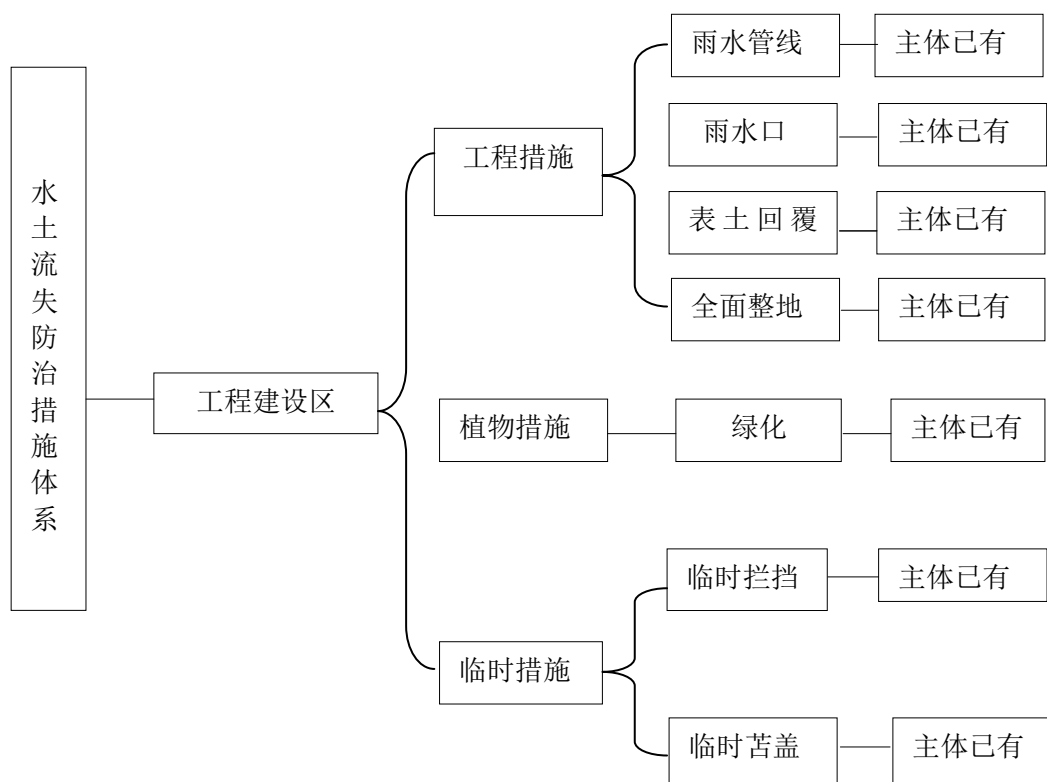 水土流失防治措施体系
工程建设区
工程措施
雨水管线
主体已有
雨水口
主体已有
表土回覆
主体已有
全面整地
主体已有
植物措施
绿化
主体已有
临时措施
临时拦挡
主体已有
临时苫盖
主体已有